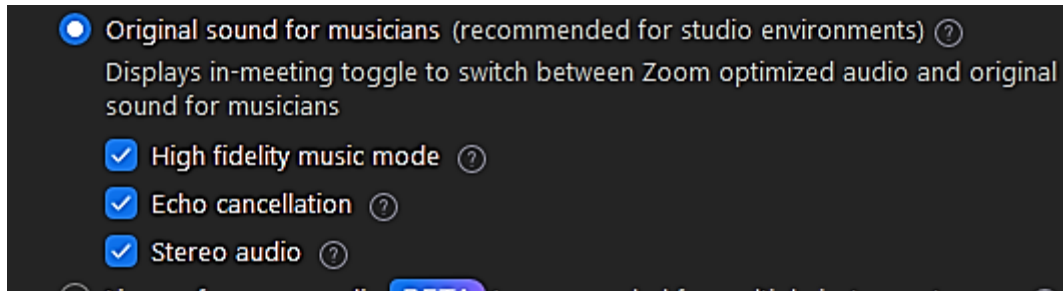 Original sound for musicians (recommended for studio environments) ?
Displays in-meeting toggle to switch between Zoom optimized audio and original
sound for musicians
High fidelity music mode ?
Echo cancellation ?
Stereo audio ?